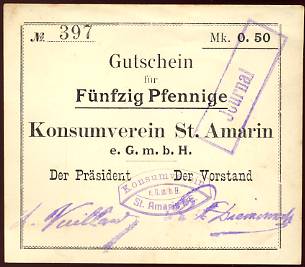 № 397 Mk. 0. 50
Gutschein
für
Fünfzig Pfennige
Journal
Konsumverein St. Amarin
e. G. m. b. H.
Der Präsident Der Vorstand
Konsumverein
e. G. m. b. H.
St. Amarin